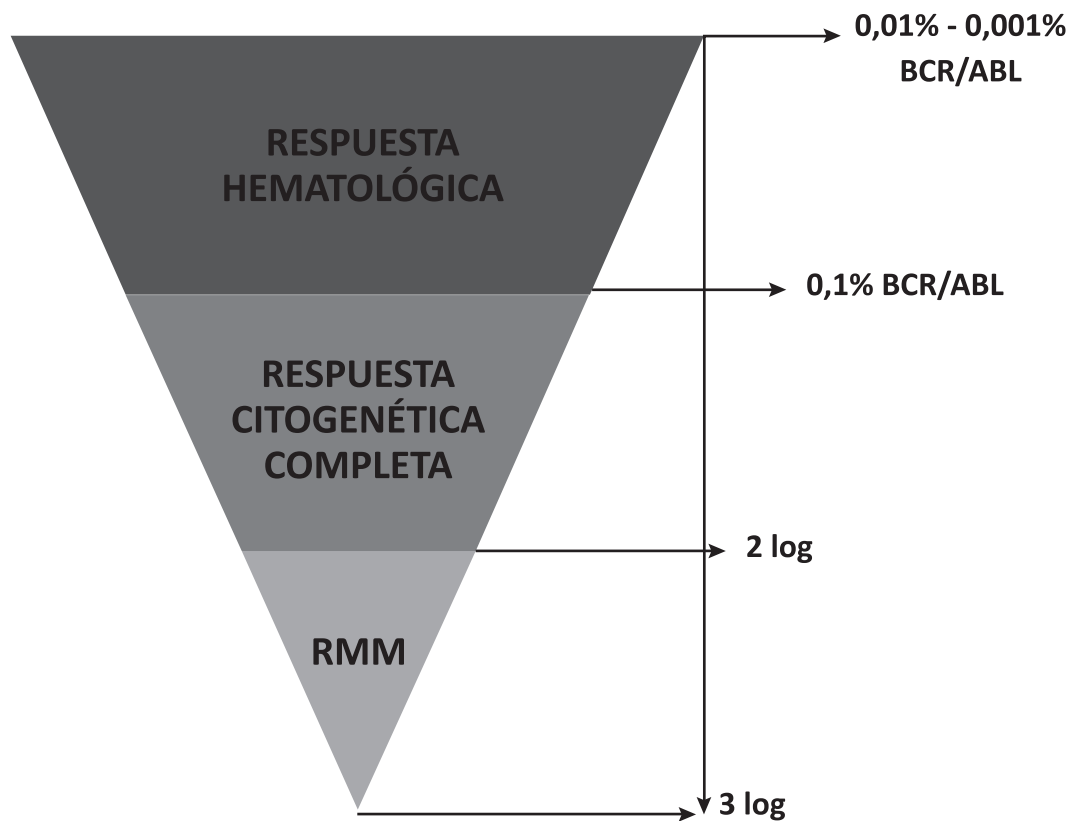 0,01% - 0,001%
BCR/ABL
RESPUESTA
HEMATOLÓGICA
0,1% BCR/ABL
RESPUESTA
CITOGENÉTICA
COMPLETA
2 log
RMM
3 log